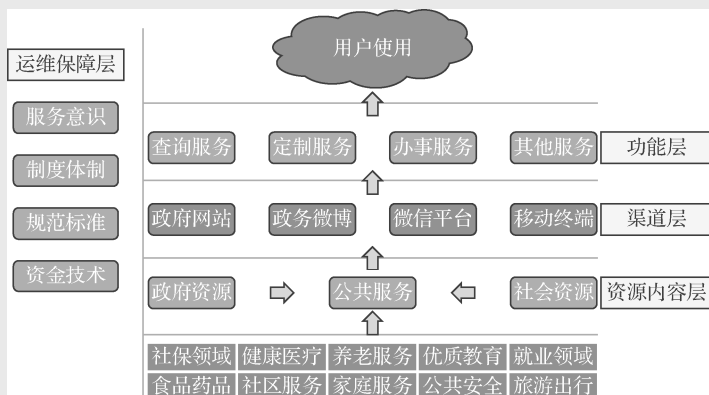 用户使用
运维保障层
服务意识
制度体制
规范标准
资金技术
查询服务 定制服务 办事服务 其他服务 功能层
政府网站 政务微博 微信平台 移动终端 渠道层
政府资源 公共服务 社会资源 资源内容层
社保领域 健康医疗 养老服务 优质教育 就业领域
食品药品 社区服务 家庭服务 公共安全 旅游出行